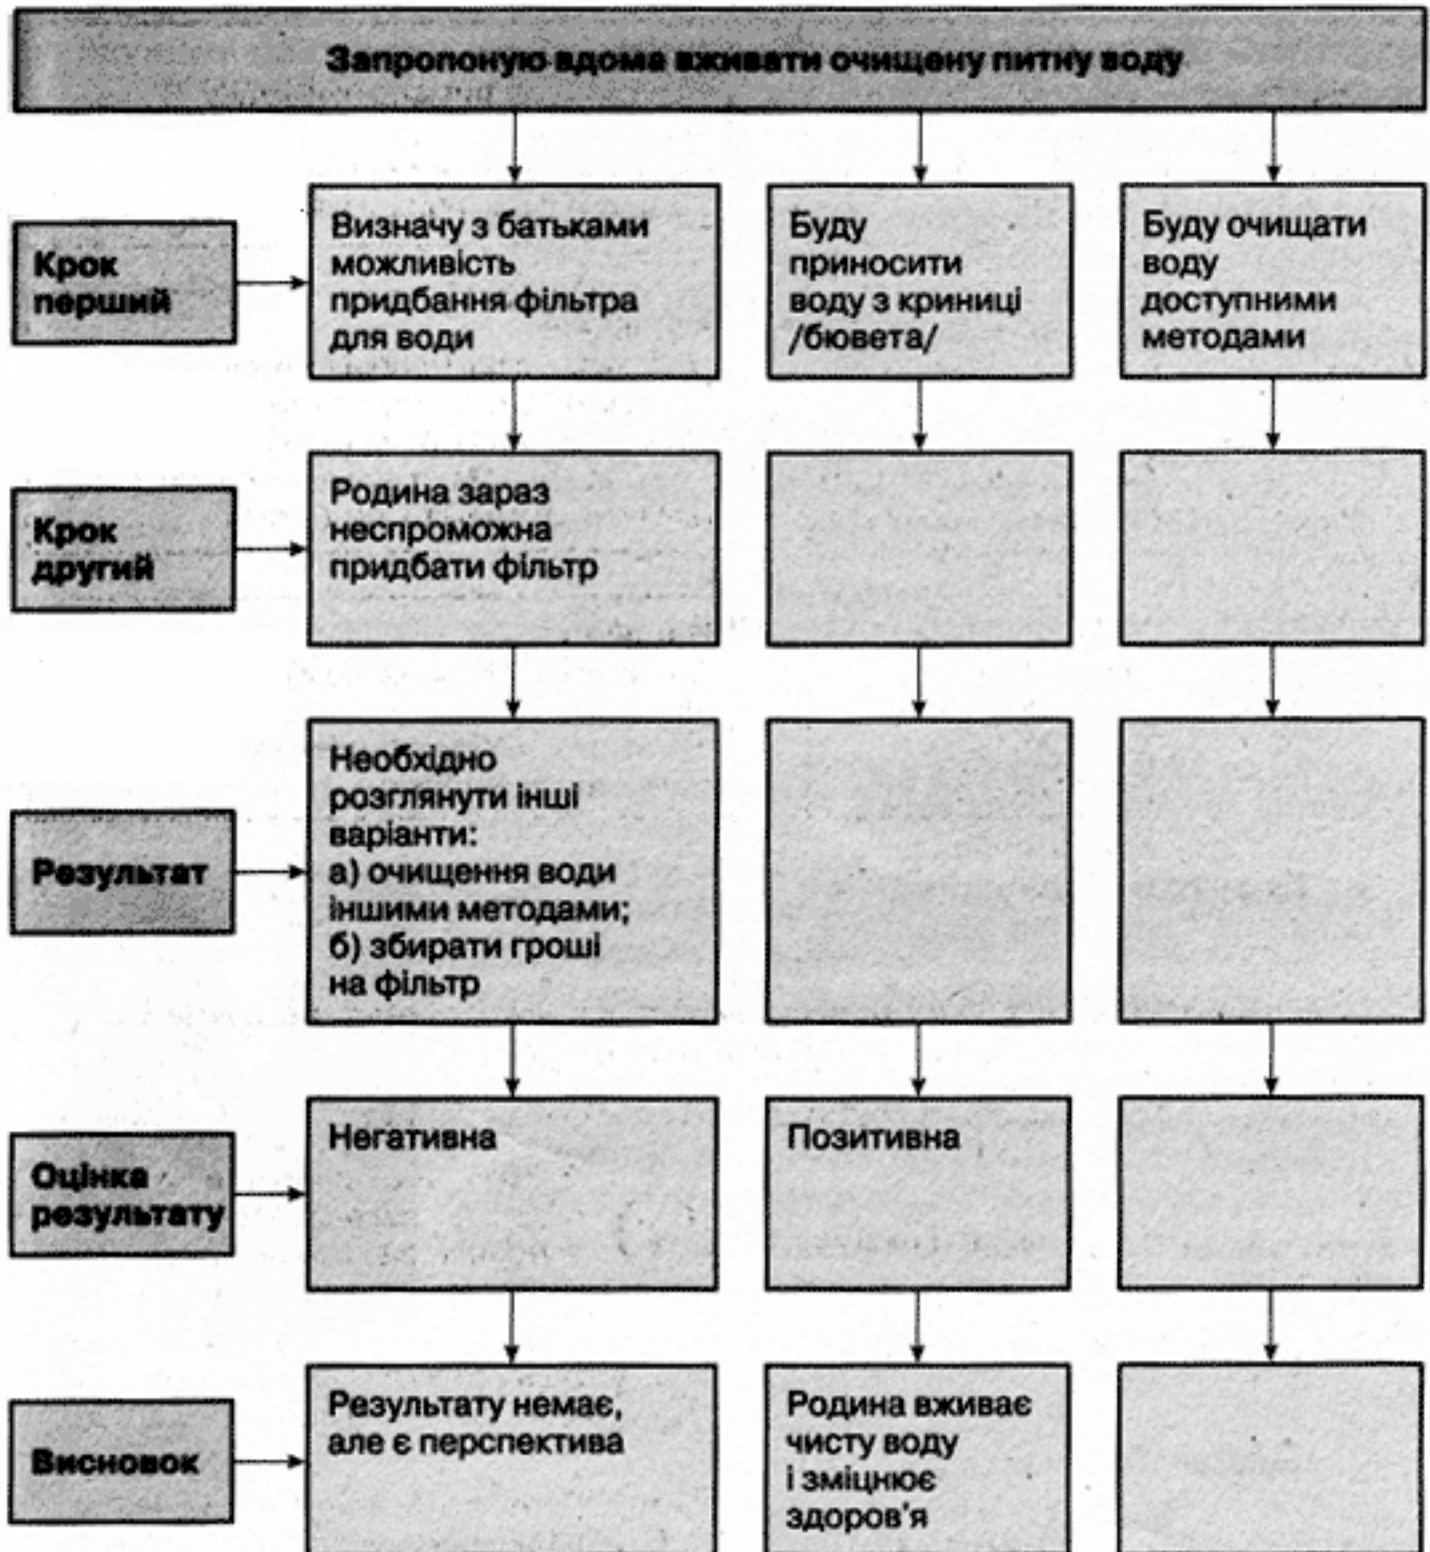 Запропоную вдома вживати очищену питну воду
Крок
перший
Визначу з батьками
можливість
придбання фільтра
для води
Буду
приносити
воду з криниці
/бювета/
Буду очищати
воду
доступними
методами
Крок
другий
Родина зараз
неспроможна
придбати фільтр
Результат
Необхідно
розглянути інші
варіанти:
а) очищення води
іншими методами;
б) збирати гроші
на фільтр
Оцінка
результату
Негативна
Позитивна
Висновок
Результату немає,
але є перспектива
Родина вживає
чисту воду
і зміцнює
здоров'я